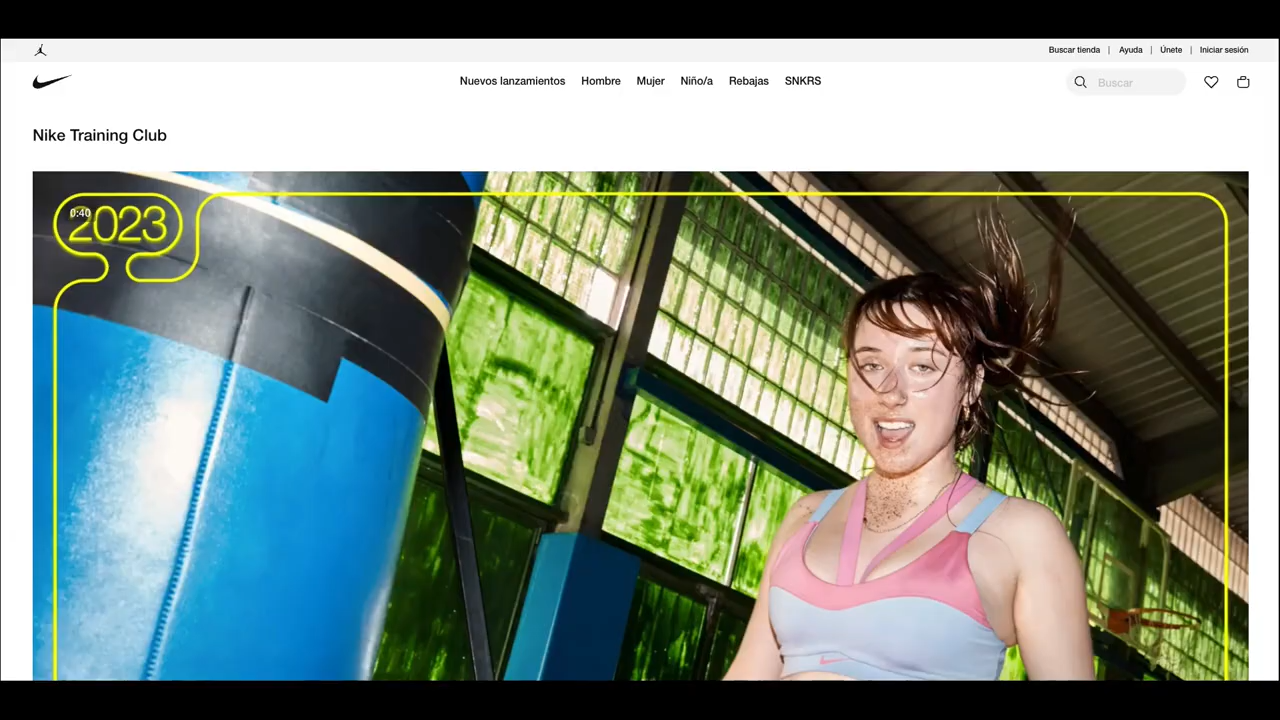 Buscar tienda | Ayuda | Únete | Iniciar sesión
Nuevos lanzamientos Hombre Mujer Niño/a Rebajas SNKRS
Buscar
Nike Training Club
0:40
2023